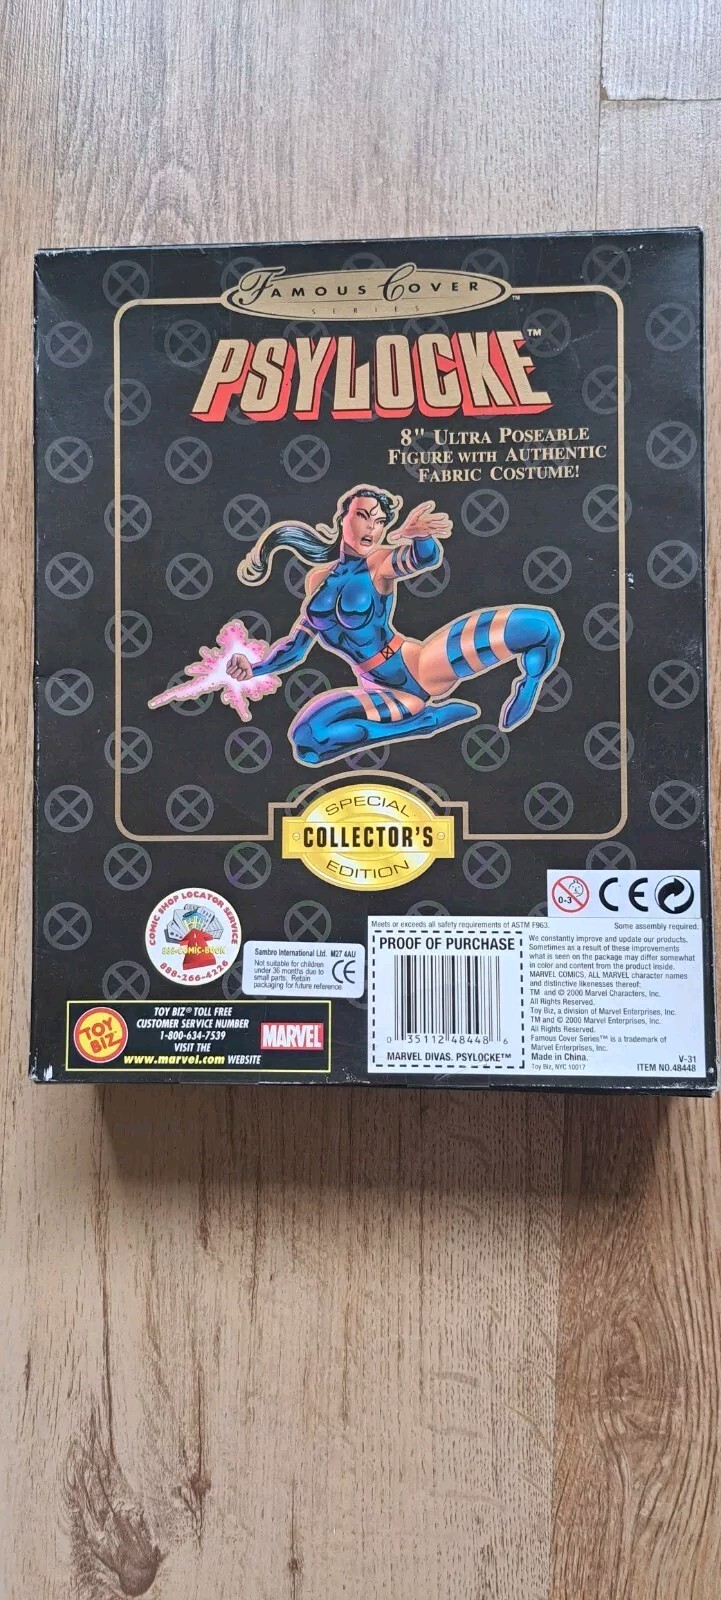 FAMOUS COVER™
SERIES
PSYLOCKE™
8" ULTRA POSEABLE
FIGURE WITH AUTHENTIC
FABRIC COSTUME!
SPECIAL
COLLECTOR'S
EDITION
COMIC SHOP LOCATOR SERVICE
888-COMIC-BOOK
888-266-4226
Sambro International Ltd. M27 4AU
Not suitable for children
under 36 months due to
small parts. Retain
packaging for future reference.
CE
0-3
CE
TOY BIZ
TOY BIZ® TOLL FREE
CUSTOMER SERVICE NUMBER
1-800-634-7539
VISIT THE
www.marvel.com WEBSITE
MARVEL
Meets or exceeds all safety requirements of ASTM F963.
Some assembly required.
PROOF OF PURCHASE
0 35112 48448 6
MARVEL DIVAS. PSYLOCKE™
We constantly improve and update our products.
Sometimes as a result of these improvements
what is seen on the package may differ somewhat
in color and content from the product inside.
MARVEL COMICS, ALL MARVEL character names
and distinctive likenesses thereof:
TM and © 2000 Marvel Characters, Inc.
All Rights Reserved.
Toy Biz, a division of Marvel Enterprises, Inc.
TM and © 2000 Marvel Enterprises, Inc.
All Rights Reserved.
Famous Cover Series™ is a trademark of
Marvel Enterprises, Inc.
Made in China.
Toy Biz, NYC 10017
V-31
ITEM NO.48448